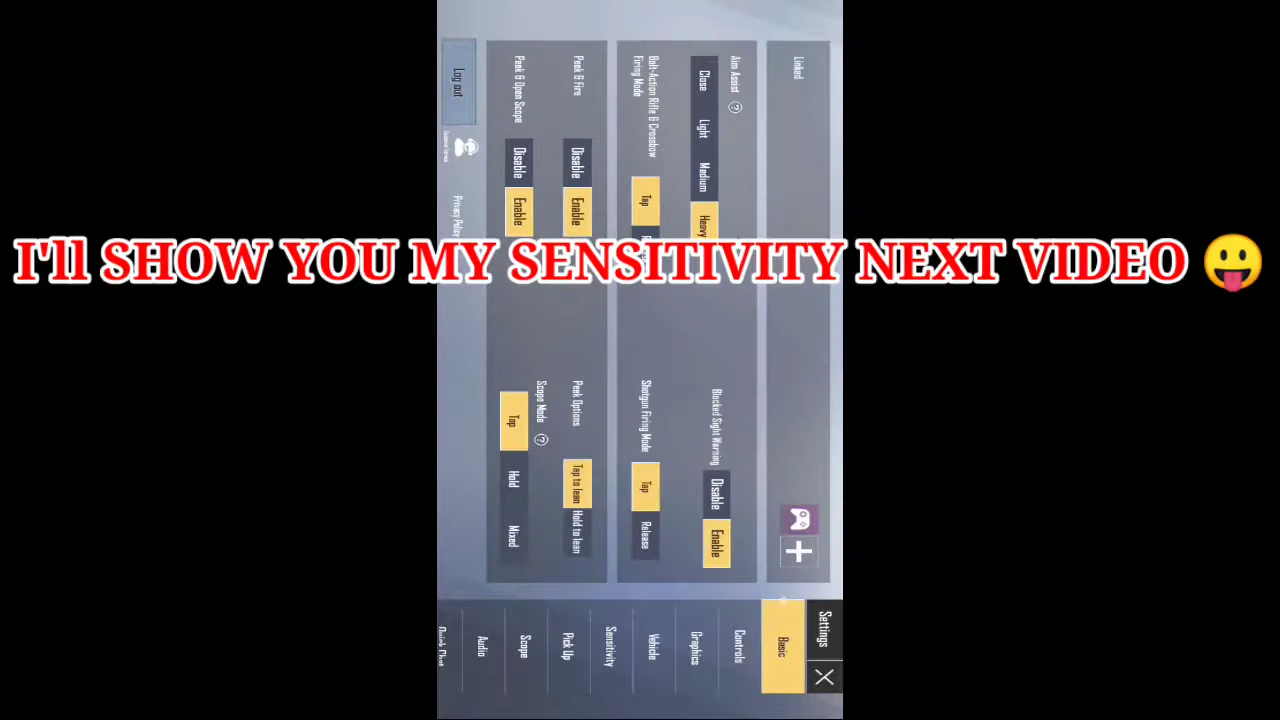 I'll SHOW YOU MY SENSITIVITY NEXT VIDEO 😛
Settings
Basic
Controls
Graphics
Vehicle
Sensitivity
Pick Up
Scope
Audio
Quick Chat
Linked
Aim Assist ?
Close Light Medium Heavy
Blocked Sight Warning Disable Enable
Bolt-Action Rifle & Crossbow
Firing Mode
Tap
Shotgun Firing Mode Tap Release
Peek & Fire Disable Enable
Peek Options Tap to lean Hold to lean
Peek & Open Scope Disable Enable
Scope Mode ?
Tap Hold Mixed
Log out
Privacy Policy